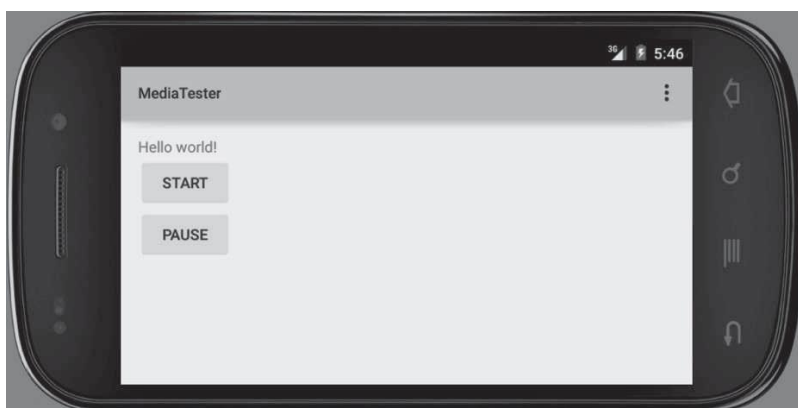 3G 5:46
MediaTester
Hello world!
START
PAUSE